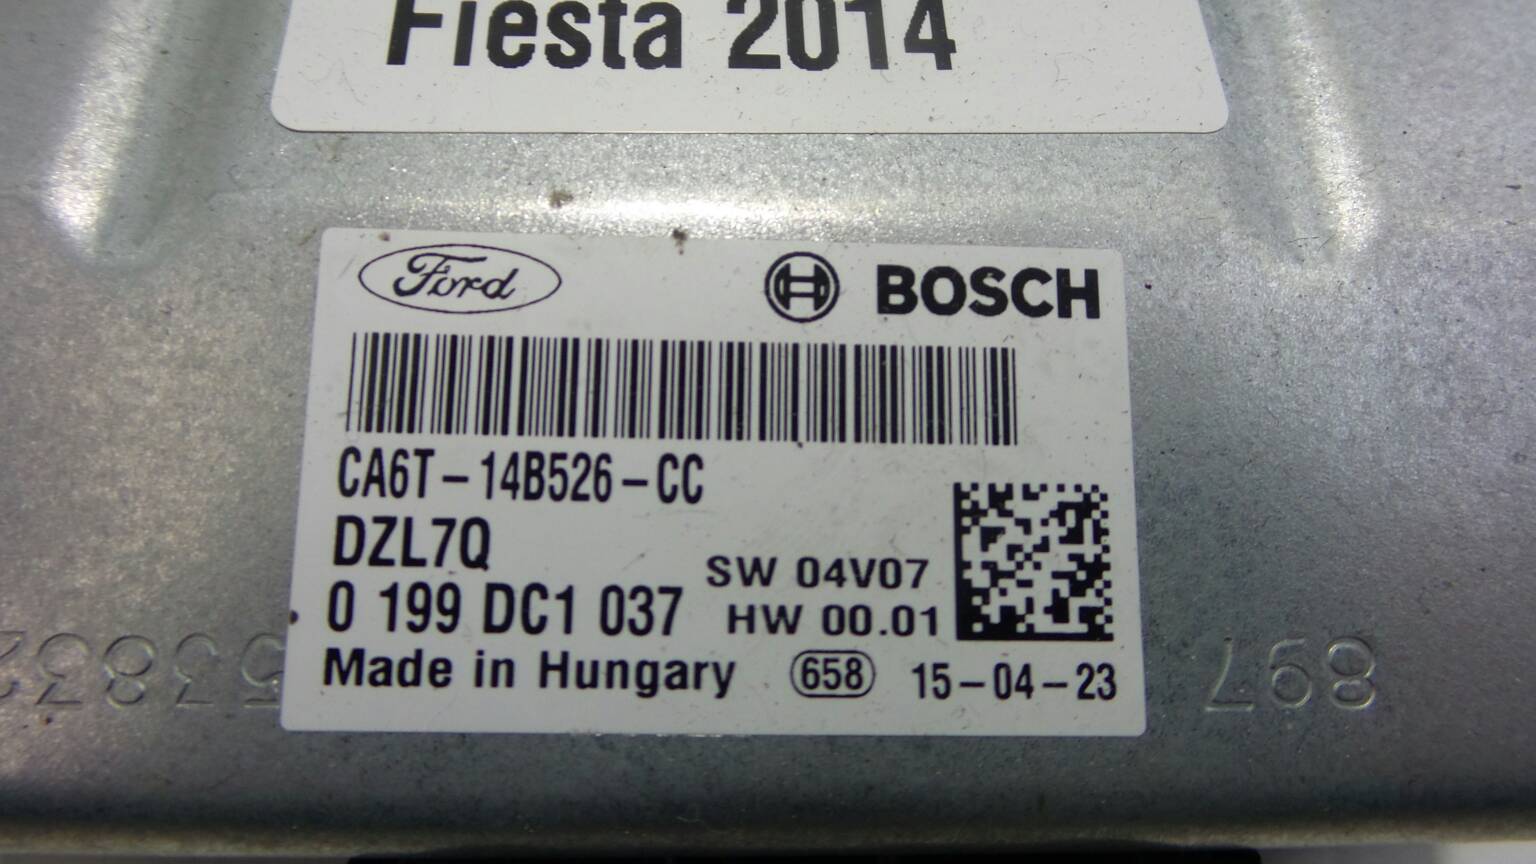 Fiesta 2014
Ford
BOSCH
CA6T-14B526-CC
DZL7Q
SW 04V07
0 199 DC1 037
HW 00.01
Made in Hungary
658
15-04-23
897